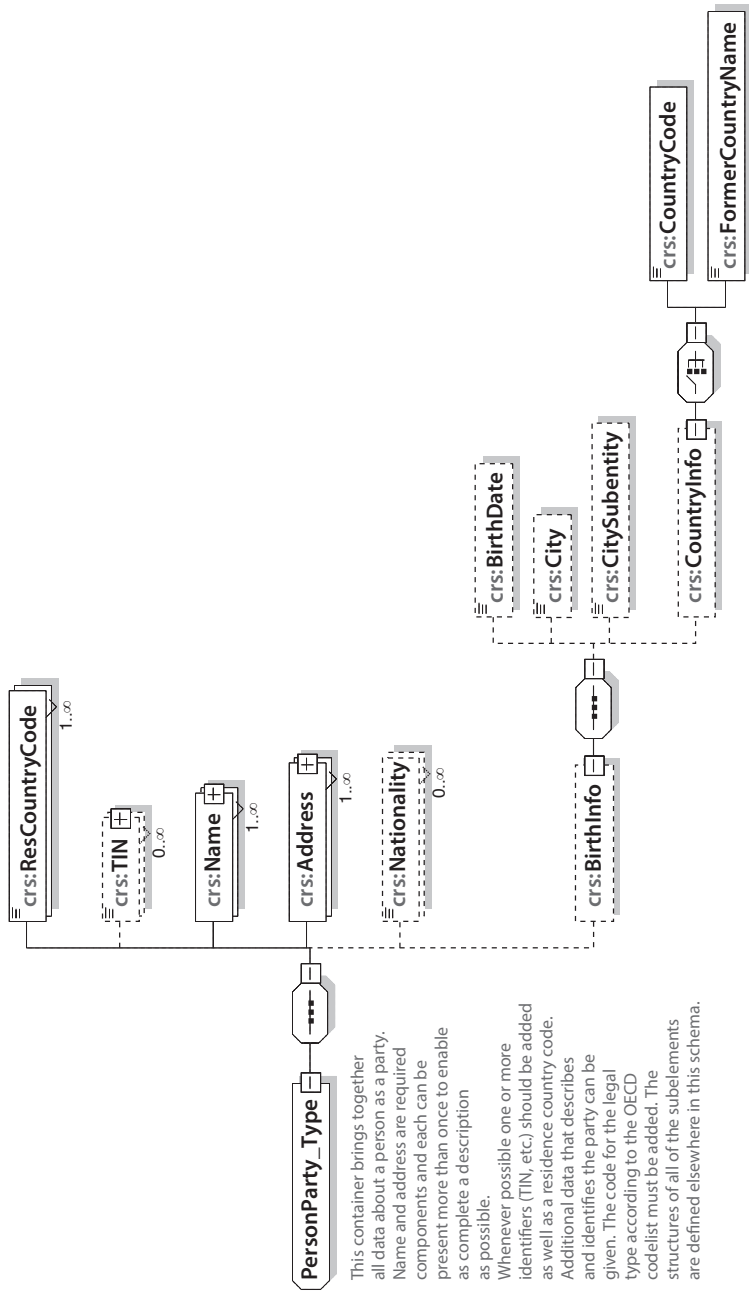 PersonParty_Type
This container brings together
all data about a person as a party.
Name and address are required
components and each can be
present more than once to enable
as complete a description
as possible.
Whenever possible one or more
identifiers (TIN, etc.) should be added
as well as a residence country code.
Additional data that describes
and identifies the party can be
given. The code for the legal
type according to the OECD
codelist must be added. The
structures of all of the subelements
are defined elsewhere in this schema.
crs:ResCountryCode
1..∞
crs:TIN
0..∞
crs:Name
1..∞
crs:Address
1..∞
crs:Nationality
0..∞
crs:BirthInfo
crs:BirthDate
crs:City
crs:CitySubentity
crs:CountryInfo
crs:CountryCode
crs:FormerCountryName